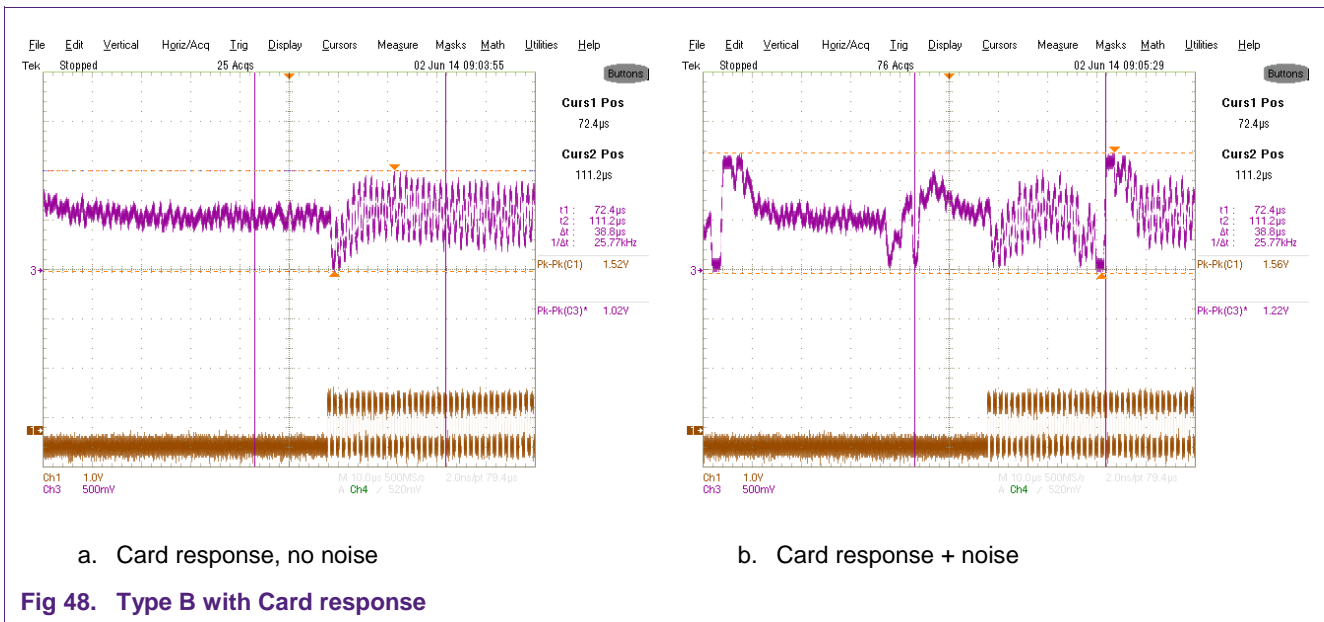 File Edit Vertical Horiz/Acq Trig Display Cursors Measure Masks Math Utilities Help
Tek Stopped 25 Acqs 02 Jun 14 09:03:55
Buttons
Curs1 Pos
72.4µs
Curs2 Pos
111.2µs
t1 : 72.4µs
t2 : 111.2µs
Δt : 38.8µs
1/Δt : 25.77kHz
Pk-Pk(C1) 1.52V
Pk-Pk(C3)* 1.02V
3
1
Ch1 1.0V M 10.0µs 500MS/s 2.0ns/pt 79.4µs
Ch3 500mV A Ch4 / 520mV
a. Card response, no noise
File Edit Vertical Horiz/Acq Trig Display Cursors Measure Masks Math Utilities Help
Tek Stopped 76 Acqs 02 Jun 14 09:05:29
Buttons
Curs1 Pos
72.4µs
Curs2 Pos
111.2µs
t1 : 72.4µs
t2 : 111.2µs
Δt : 38.8µs
1/Δt : 25.77kHz
Pk-Pk(C1) 1.56V
Pk-Pk(C3)* 1.22V
3
1
Ch1 1.0V M 10.0µs 500MS/s 2.0ns/pt 79.4µs
Ch3 500mV A Ch4 / 520mV
b. Card response + noise
Fig 48. Type B with Card response